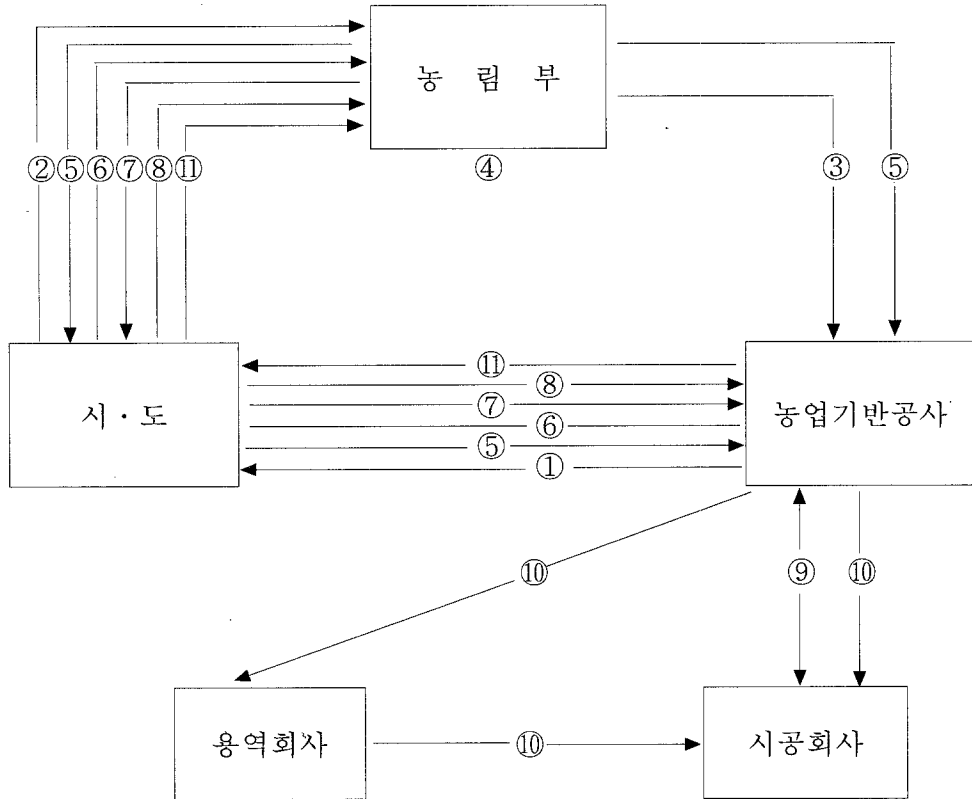 농 림 부
④
②⑤⑥⑦⑧⑪
③ ⑤
시 · 도
⑪
⑧
⑦
⑥
⑤
①
농업기반공사
⑩
⑨ ⑩
용역회사
⑩
시공회사